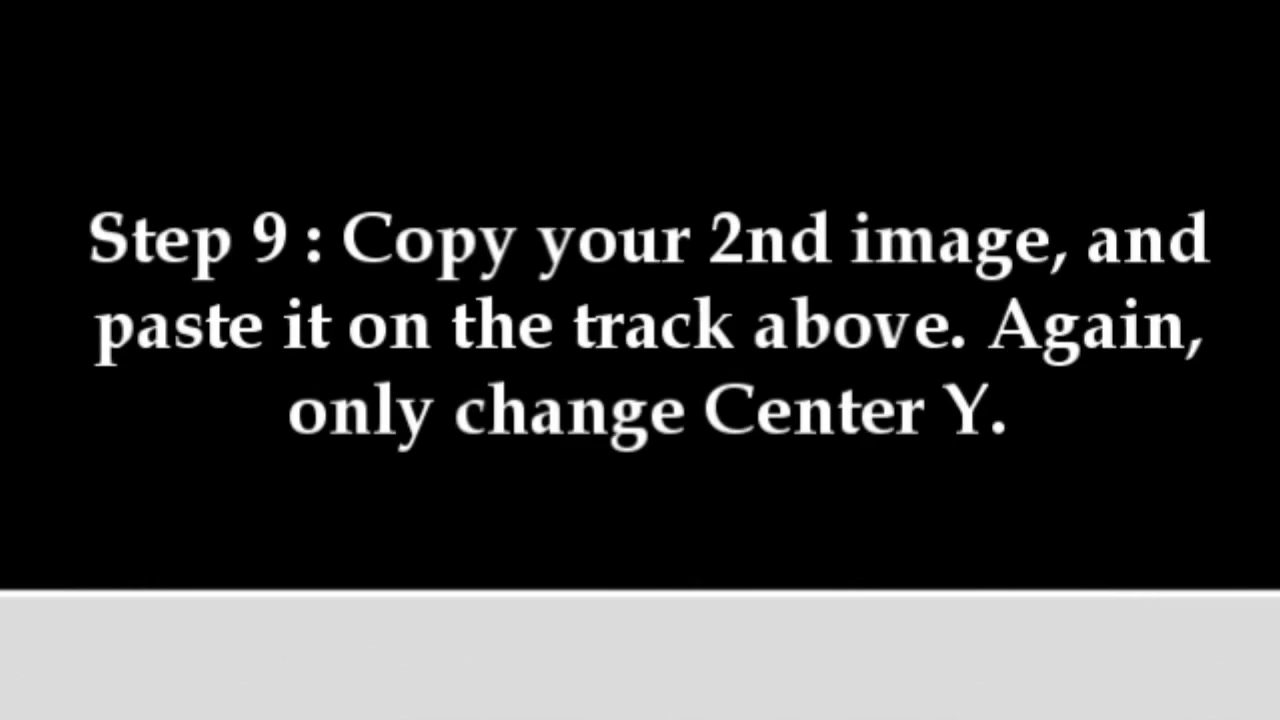 Step 9 : Copy your 2nd image, and
paste it on the track above. Again,
only change Center Y.